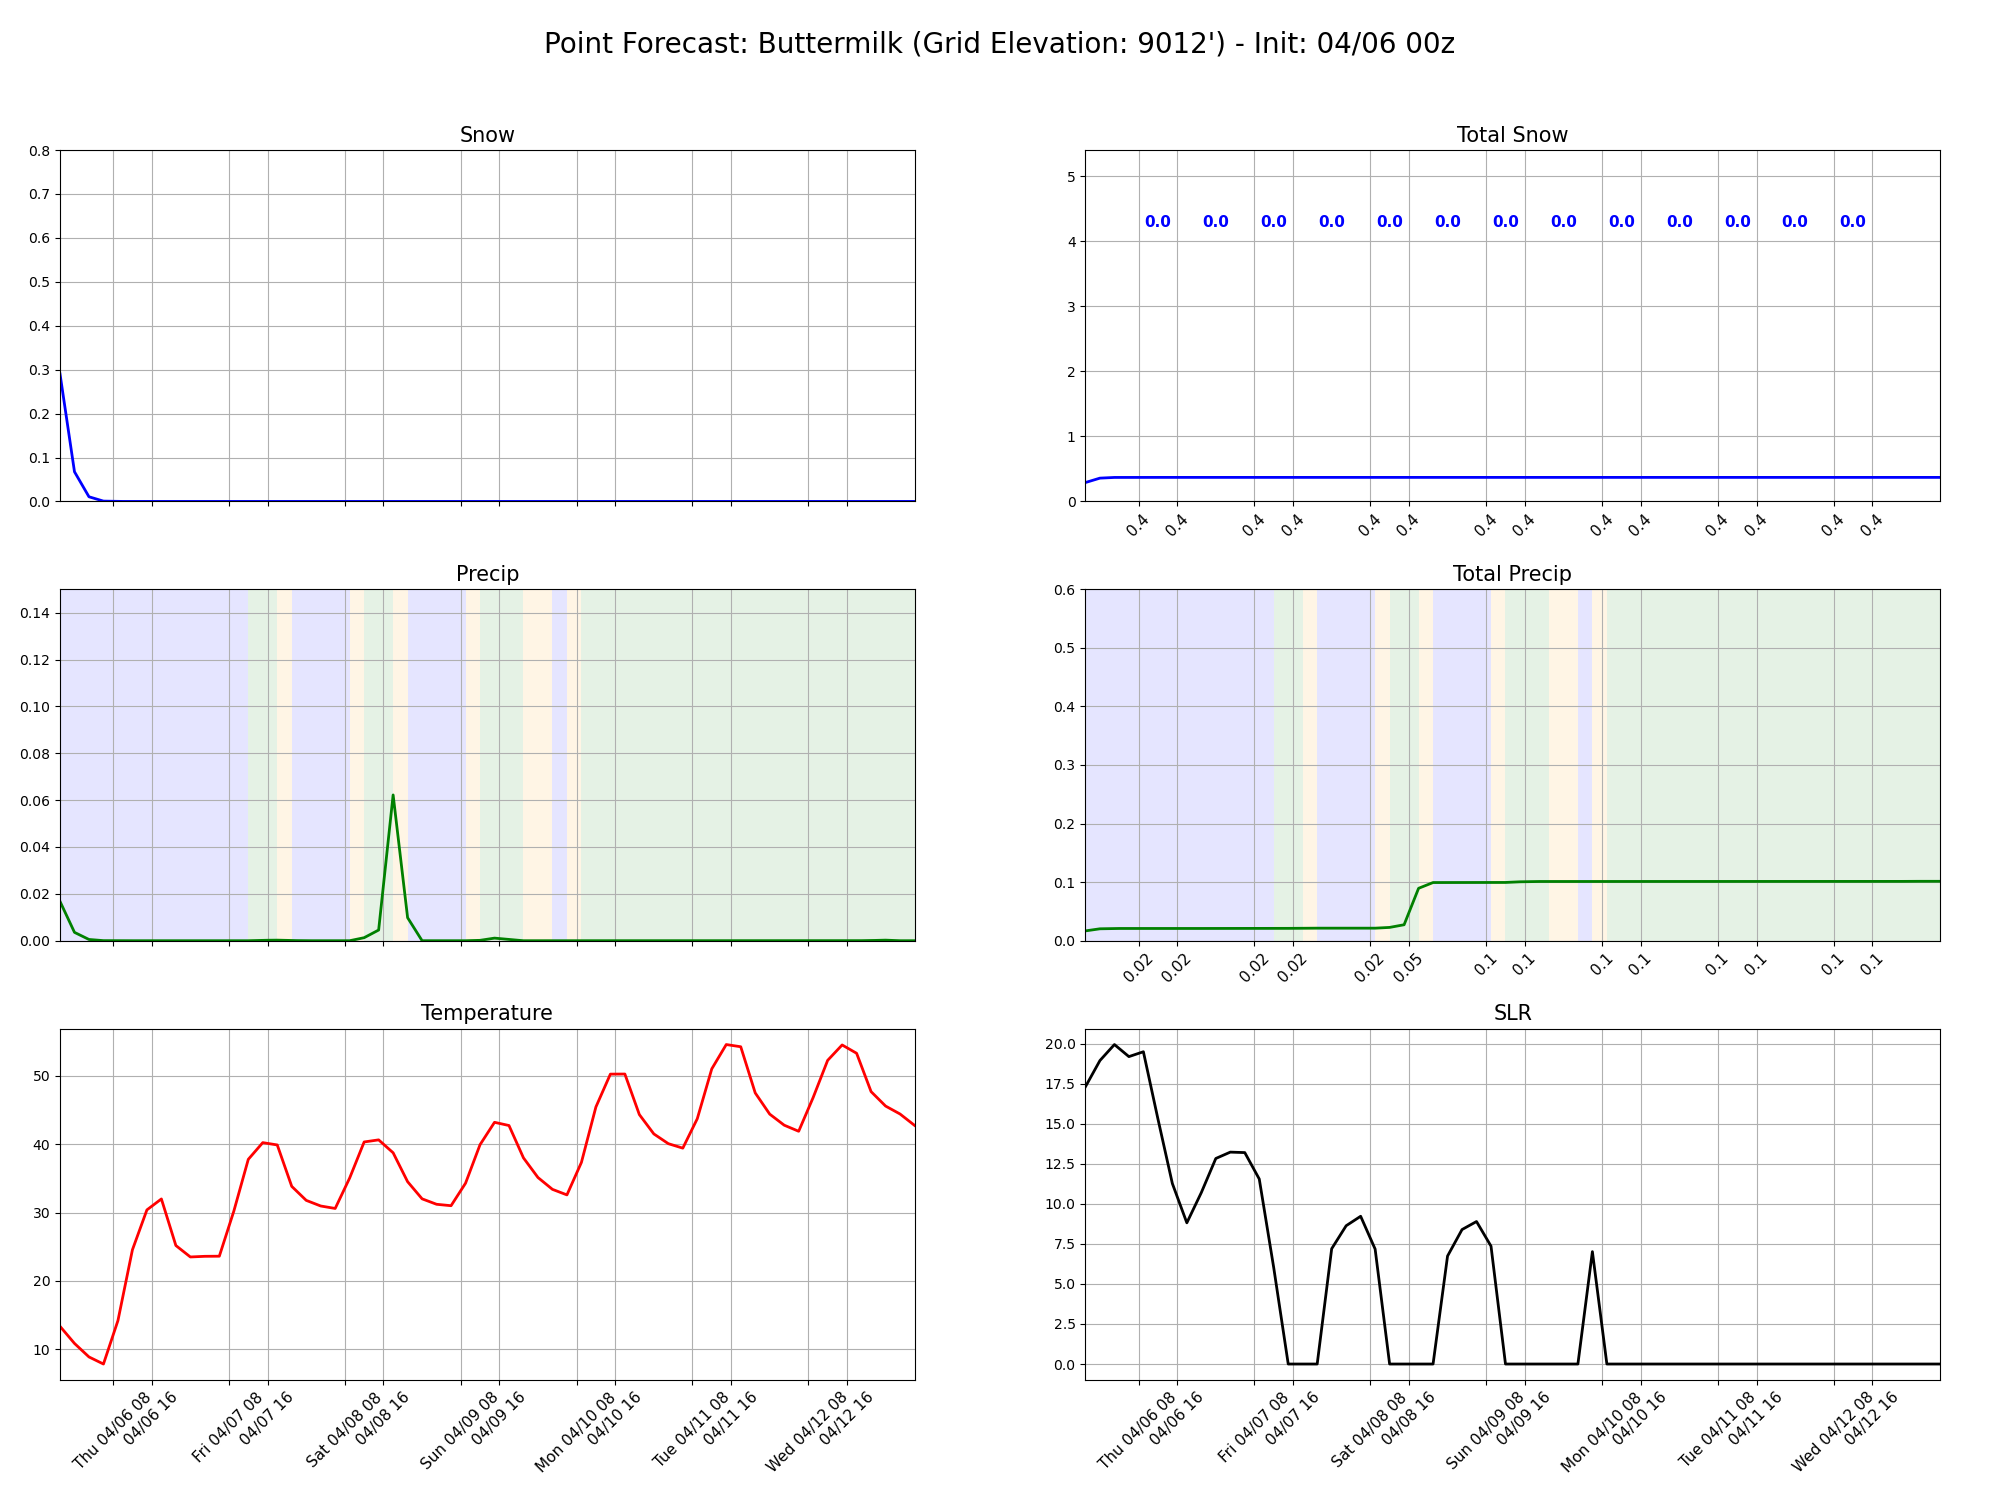 Point Forecast: Buttermilk (Grid Elevation: 9012') - Init: 04/06 00z
Snow
0.8
0.7
0.6
0.5
0.4
0.3
0.2
0.1
0.0
Total Snow
5
4
3
2
1
0
0.0 0.0 0.0 0.0 0.0 0.0 0.0 0.0 0.0 0.0 0.0 0.0 0.0
0.4 0.4 0.4 0.4 0.4 0.4 0.4 0.4 0.4 0.4 0.4 0.4 0.4 0.4
Precip
0.14
0.12
0.10
0.08
0.06
0.04
0.02
0.00
Total Precip
0.6
0.5
0.4
0.3
0.2
0.1
0.0
0.02 0.02 0.02 0.02 0.02 0.05 0.1 0.1 0.1 0.1 0.1 0.1 0.1 0.1
Temperature
50
40
30
20
10
Thu 04/06 08
04/06 16
Fri 04/07 08
04/07 16
Sat 04/08 08
04/08 16
Sun 04/09 08
04/09 16
Mon 04/10 08
04/10 16
Tue 04/11 08
04/11 16
Wed 04/12 08
04/12 16
SLR
20.0
17.5
15.0
12.5
10.0
7.5
5.0
2.5
0.0
Thu 04/06 08
04/06 16
Fri 04/07 08
04/07 16
Sat 04/08 08
04/08 16
Sun 04/09 08
04/09 16
Mon 04/10 08
04/10 16
Tue 04/11 08
04/11 16
Wed 04/12 08
04/12 16